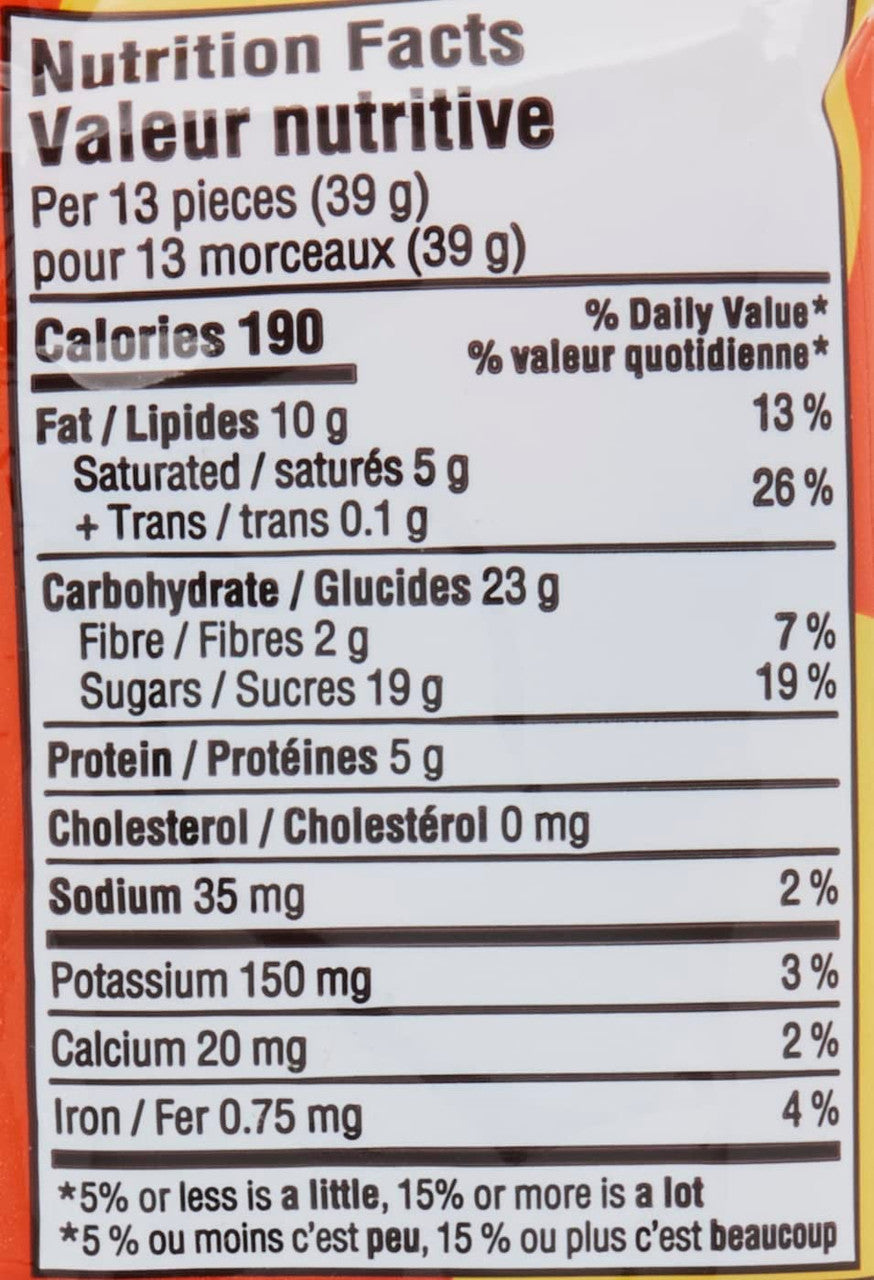 Nutrition Facts
Valeur nutritive
Per 13 pieces (39 g)
pour 13 morceaux (39 g)
Calories 190
% Daily Value*
% valeur quotidienne*
Fat / Lipides 10 g 13 %
Saturated / saturés 5 g
+ Trans / trans 0.1 g
26 %
Carbohydrate / Glucides 23 g
Fibre / Fibres 2 g 7 %
Sugars / Sucres 19 g 19 %
Protein / Protéines 5 g
Cholesterol / Cholestérol 0 mg
Sodium 35 mg 2 %
Potassium 150 mg 3 %
Calcium 20 mg 2 %
Iron / Fer 0.75 mg 4 %
*5% or less is a little, 15% or more is a lot
*5 % ou moins c'est peu, 15 % ou plus c'est beaucoup